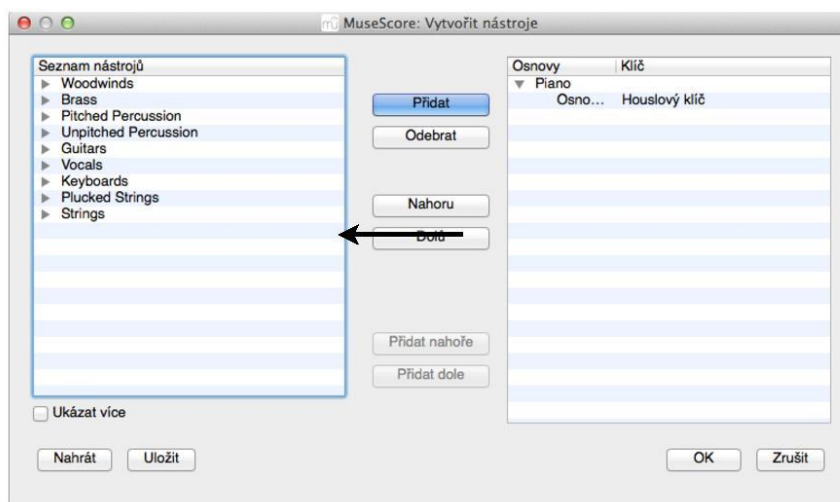 MuseScore: Vytvořit nástroje
Seznam nástrojů
Woodwinds
Brass
Pitched Percussion
Unpitched Percussion
Guitars
Vocals
Keyboards
Plucked Strings
Strings
Ukázat více
Nahrát
Uložit
Přidat
Odebrat
Nahoru
Dolů
Přidat nahoře
Přidat dole
Osnovy Klíč
Piano
Osno... Houslový klíč
OK
Zrušit